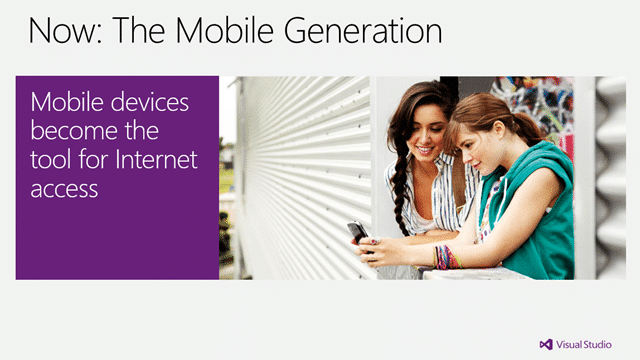 Now: The Mobile Generation
Mobile devices
become the
tool for Internet
access
Visual Studio